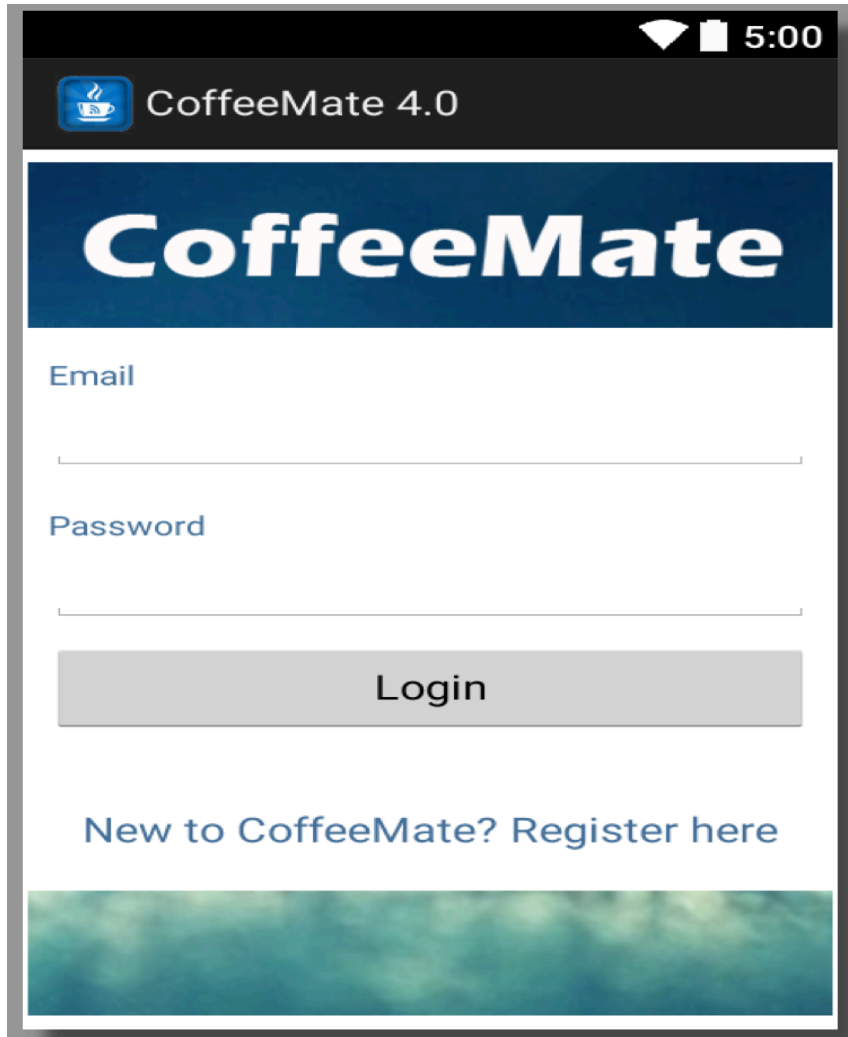 5:00
CoffeeMate 4.0
CoffeeMate
Email
Password
Login
New to CoffeeMate? Register here